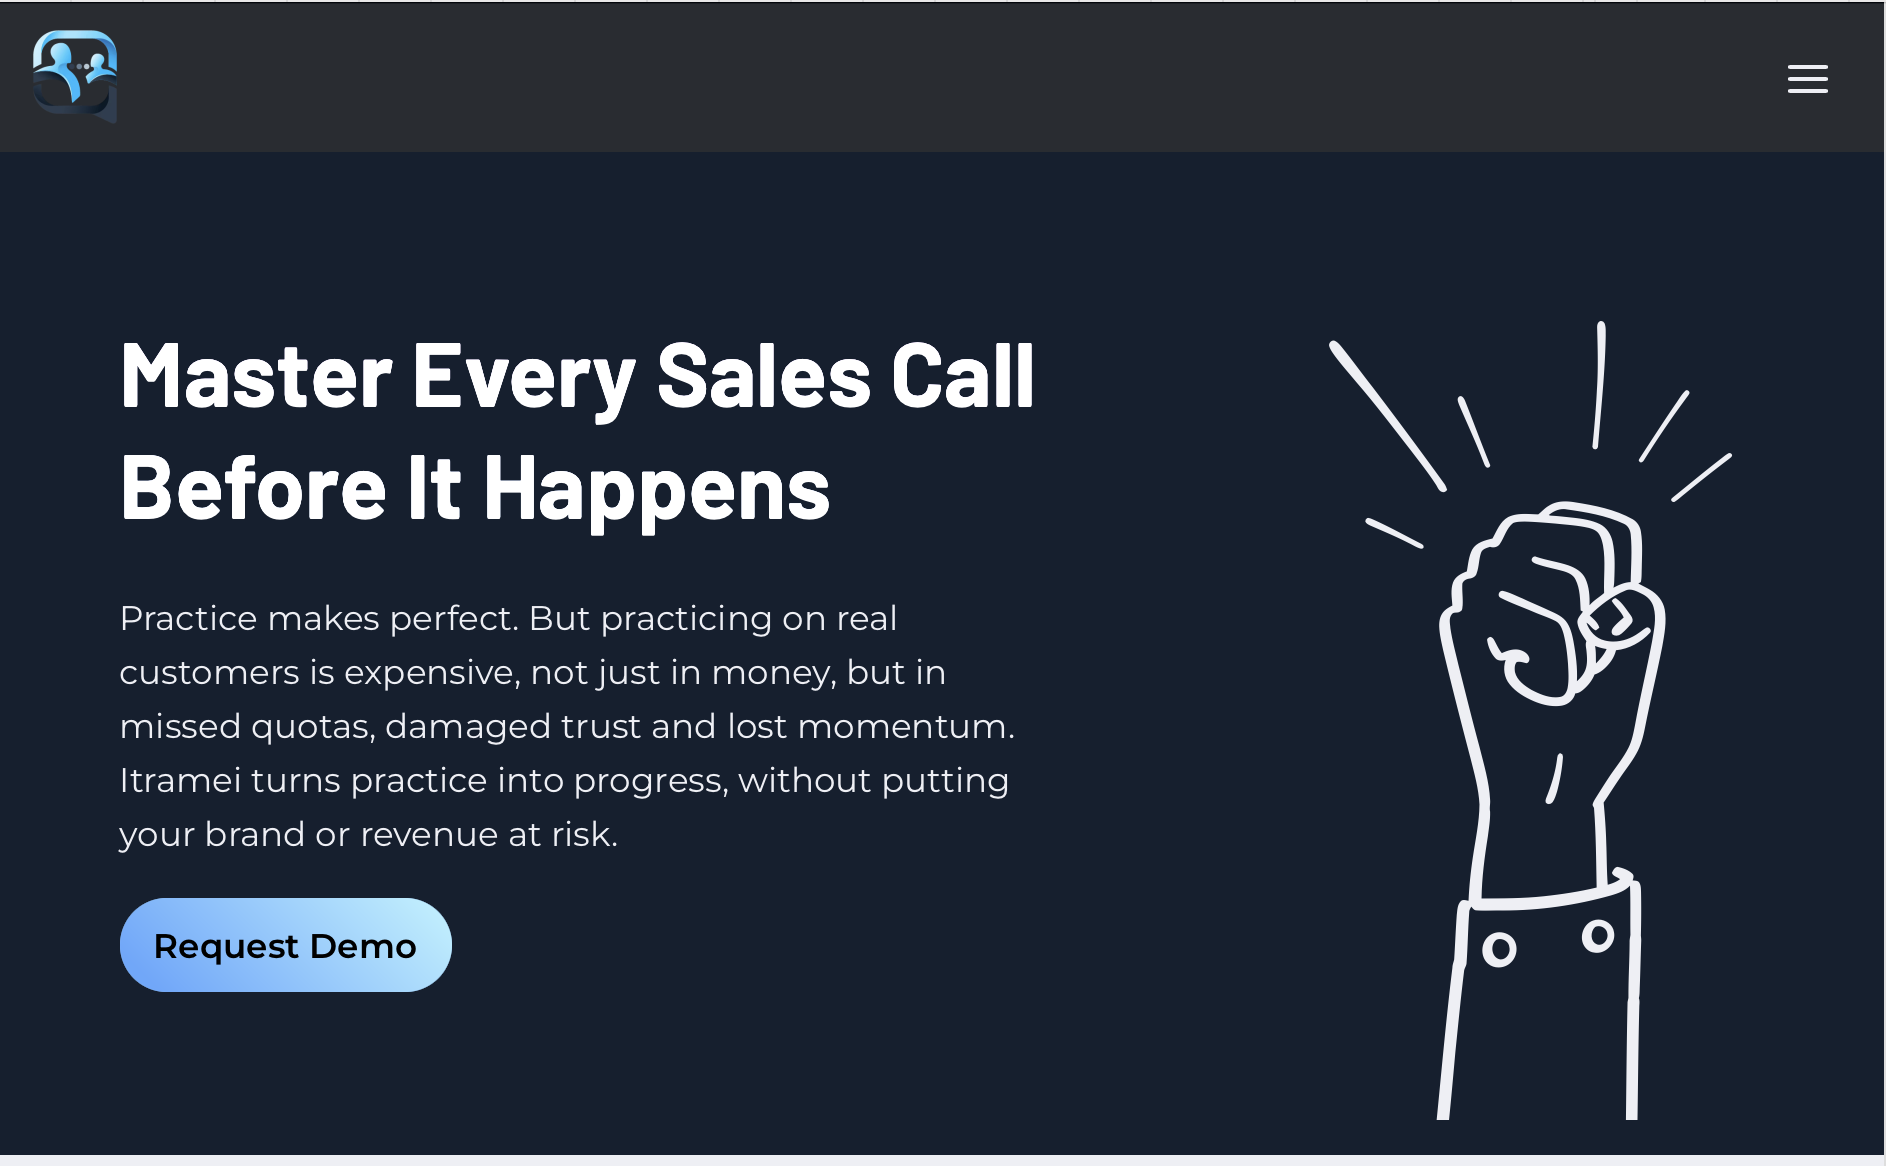 Master Every Sales Call
Before It Happens
Practice makes perfect. But practicing on real
customers is expensive, not just in money, but in
missed quotas, damaged trust and lost momentum.
Itramei turns practice into progress, without putting
your brand or revenue at risk.
Request Demo